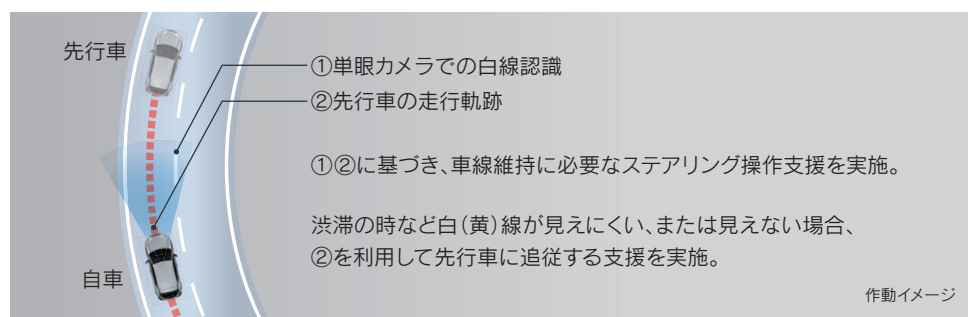 先行車
①単眼カメラでの白線認識
②先行車の走行軌跡
①②に基づき、車線維持に必要なステアリング操作支援を実施。
渋滞の時など白(黄)線が見えにくい、または見えない場合、
②を利用して先行車に追従する支援を実施。
自車
作動イメージ